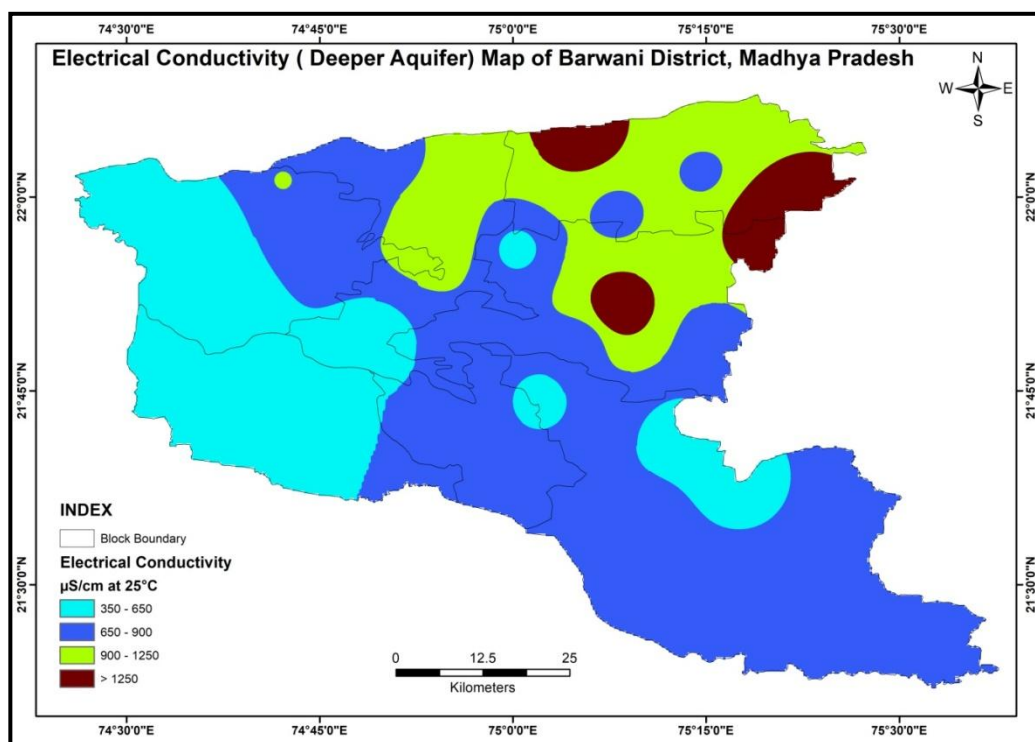 74°30'0"E 74°45'0"E 75°0'0"E 75°15'0"E 75°30'0"E
Electrical Conductivity ( Deeper Aquifer) Map of Barwani District, Madhya Pradesh
N
W E
S
22°0'0"N 22°0'0"N
21°45'0"N 21°45'0"N
INDEX
Block Boundary
Electrical Conductivity
µS/cm at 25°C
21°30'0"N 21°30'0"N
350 - 650
650 - 900
900 - 1250
> 1250
0 12.5 25
Kilometers
74°30'0"E 74°45'0"E 75°0'0"E 75°15'0"E 75°30'0"E